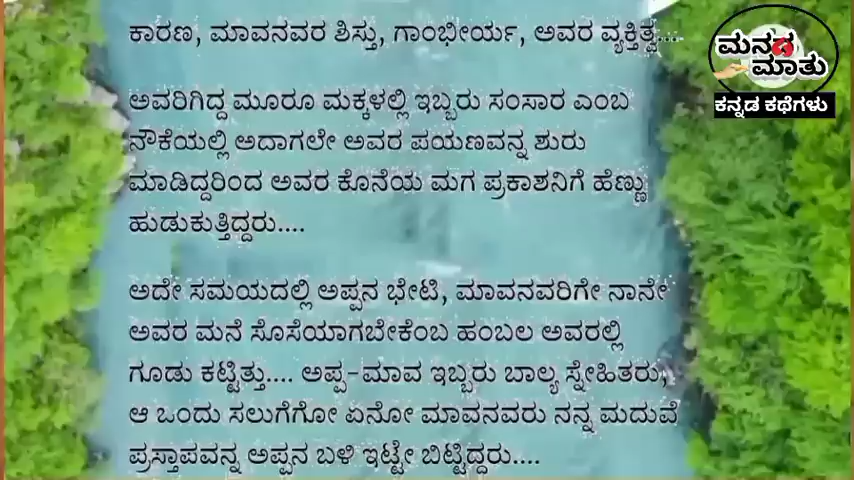 ಕಾರಣ, ಮಾವನವರ ಶಿಸ್ತು, ಗಾಂಭೀರ್ಯ, ಅವರ ವ್ಯಕ್ತಿತ್ವ...
ಮನದ
ಮಾತು
ಕನ್ನಡ ಕಥೆಗಳು
ಅವರಿಗಿದ್ದ ಮೂರೂ ಮಕ್ಕಳಲ್ಲಿ ಇಬ್ಬರು ಸಂಸಾರ ಎಂಬ
ನೌಕೆಯಲ್ಲಿ ಅದಾಗಲೇ ಅವರ ಪಯಣವನ್ನ ಶುರು
ಮಾಡಿದ್ದರಿಂದ ಅವರ ಕೊನೆಯ ಮಗ ಪ್ರಕಾಶನಿಗೆ ಹೆಣ್ಣು
ಹುಡುಕುತ್ತಿದ್ದರು....
ಅದೇ ಸಮಯದಲ್ಲಿ ಅಪ್ಪನ ಭೇಟಿ, ಮಾವನವರಿಗೇ ನಾನೇ
ಅವರ ಮನೆ ಸೊಸೆಯಾಗಬೇಕೆಂಬ ಹಂಬಲ ಅವರಲ್ಲಿ
ಗೂಡು ಕಟ್ಟಿತ್ತು.... ಅಪ್ಪ-ಮಾವ ಇಬ್ಬರು ಬಾಲ್ಯ ಸ್ನೇಹಿತರು,
ಆ ಒಂದು ಸಲುಗೆಗೋ ಏನೋ ಮಾವನವರು ನನ್ನ ಮದುವೆ
ಪ್ರಸ್ತಾಪವನ್ನ ಅಪ್ಪನ ಬಳಿ ಇಟ್ಟೇ ಬಿಟ್ಟಿದ್ದರು....